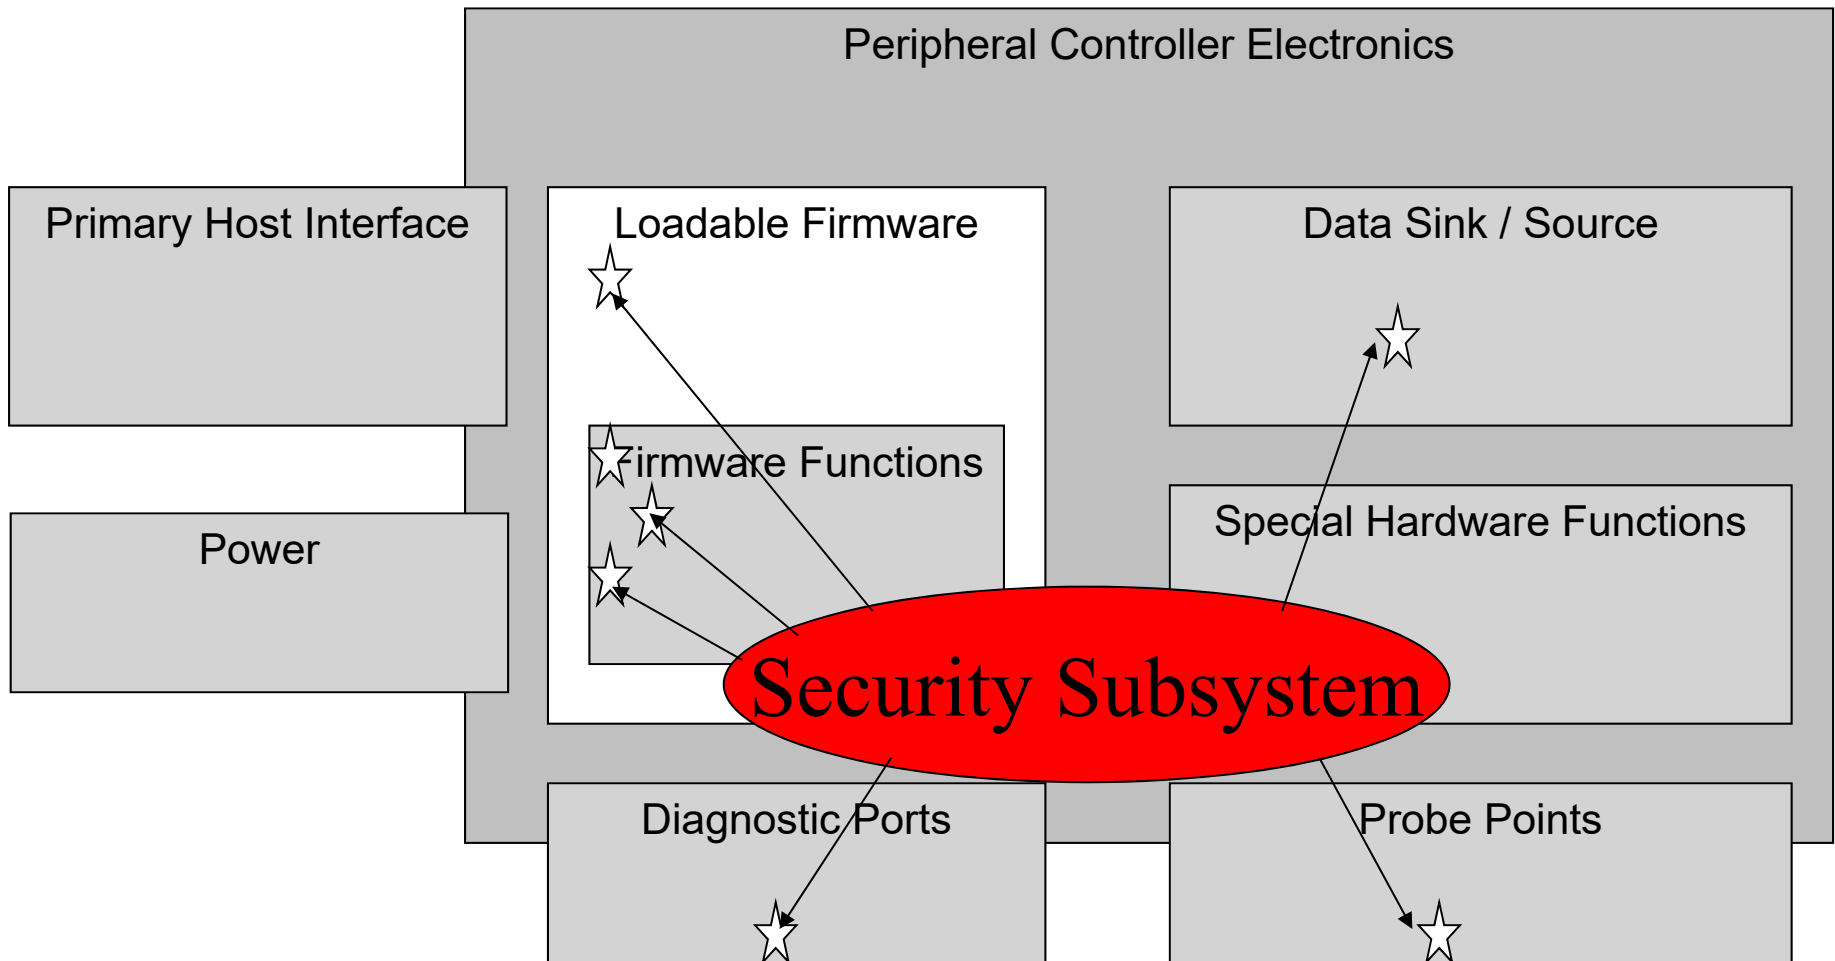 Peripheral Controller Electronics
Primary Host Interface
Loadable Firmware
Data Sink / Source
Firmware Functions
Special Hardware Functions
Power
Security Subsystem
Diagnostic Ports
Probe Points